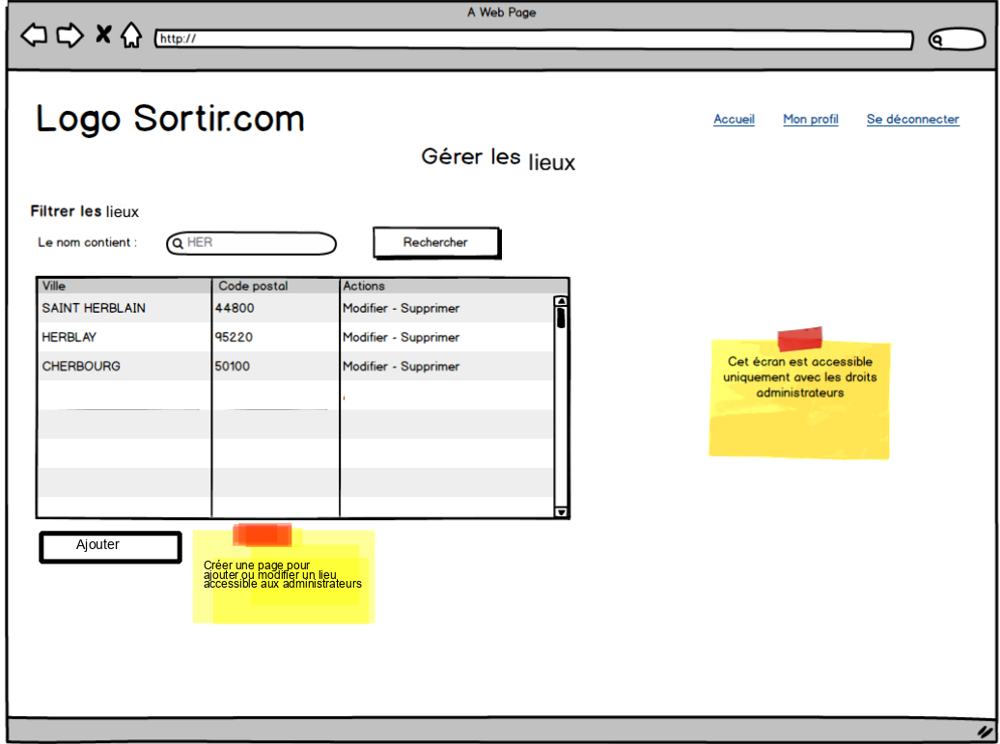 A Web Page
http://
Logo Sortir.com
Accueil
Mon profil
Se déconnecter
Gérer les lieux
Filtrer les lieux
Le nom contient :
HER
Rechercher
Ville Code postal Actions
SAINT HERBLAIN 44800 Modifier - Supprimer
HERBLAY 95220 Modifier - Supprimer
CHERBOURG 50100 Modifier - Supprimer
Cet écran est accessible
uniquement avec les droits
administrateurs
Ajouter
Créer une page pour
ajouter ou modifier un lieu
accessible aux administrateurs